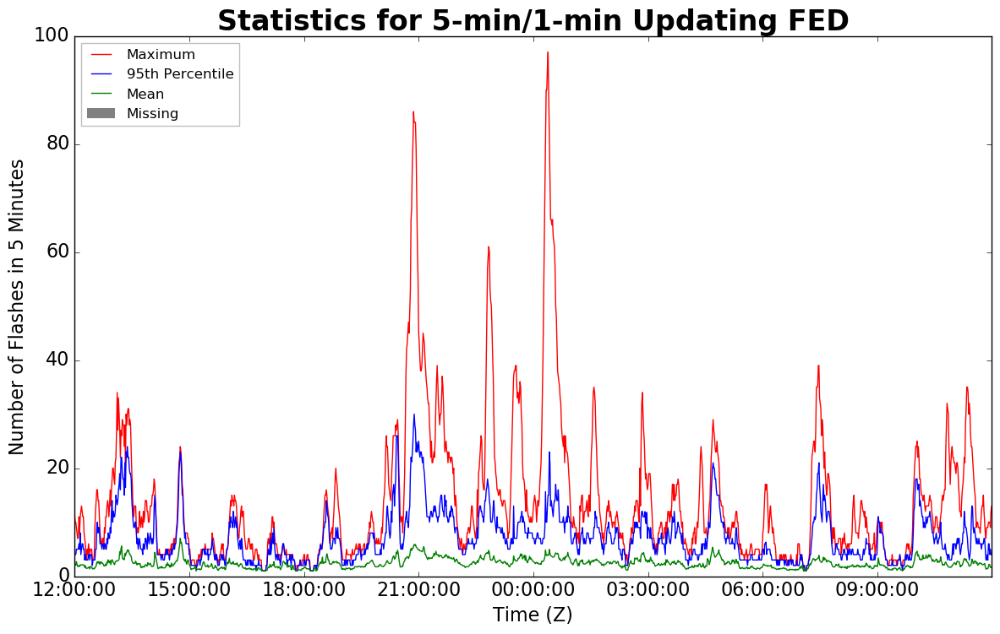 Statistics for 5-min/1-min Updating FED
Number of Flashes in 5 Minutes
100
80
60
40
20
0
Maximum
95th Percentile
Mean
Missing
12:00:00 15:00:00 18:00:00 21:00:00 00:00:00 03:00:00 06:00:00 09:00:00
Time (Z)